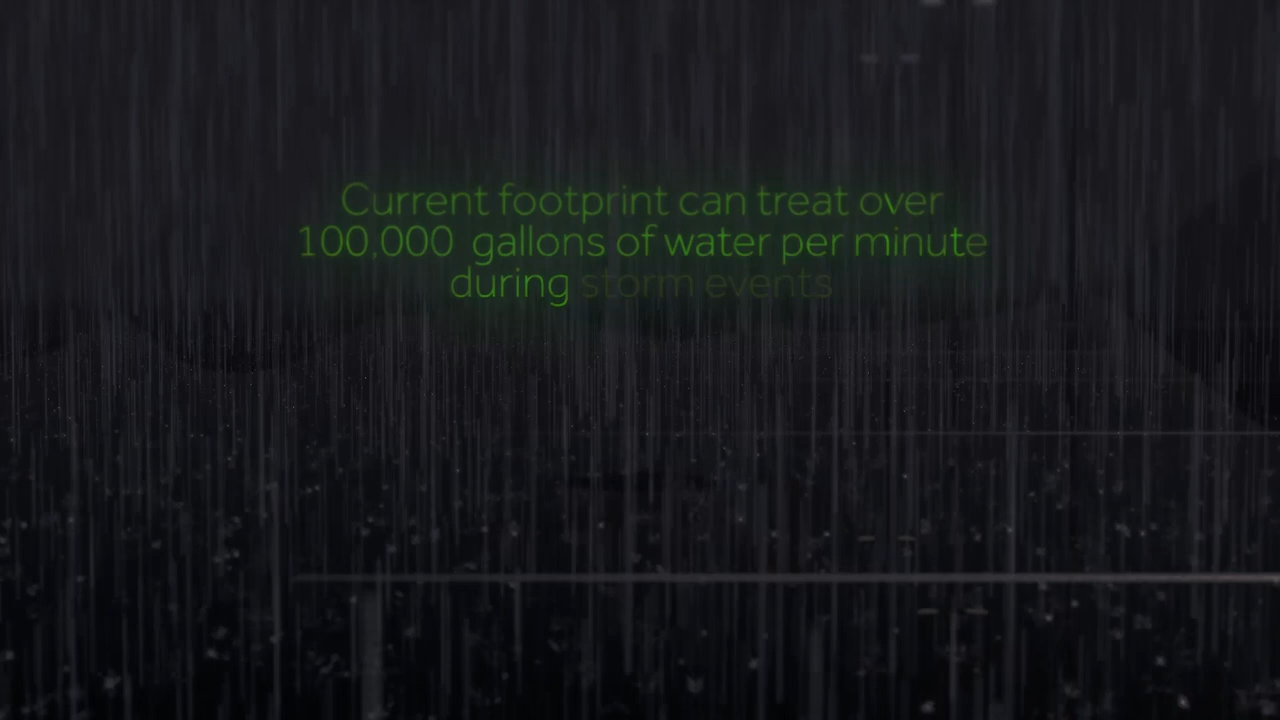 Current footprint can treat over
100,000 gallons of water per minute
during storm events